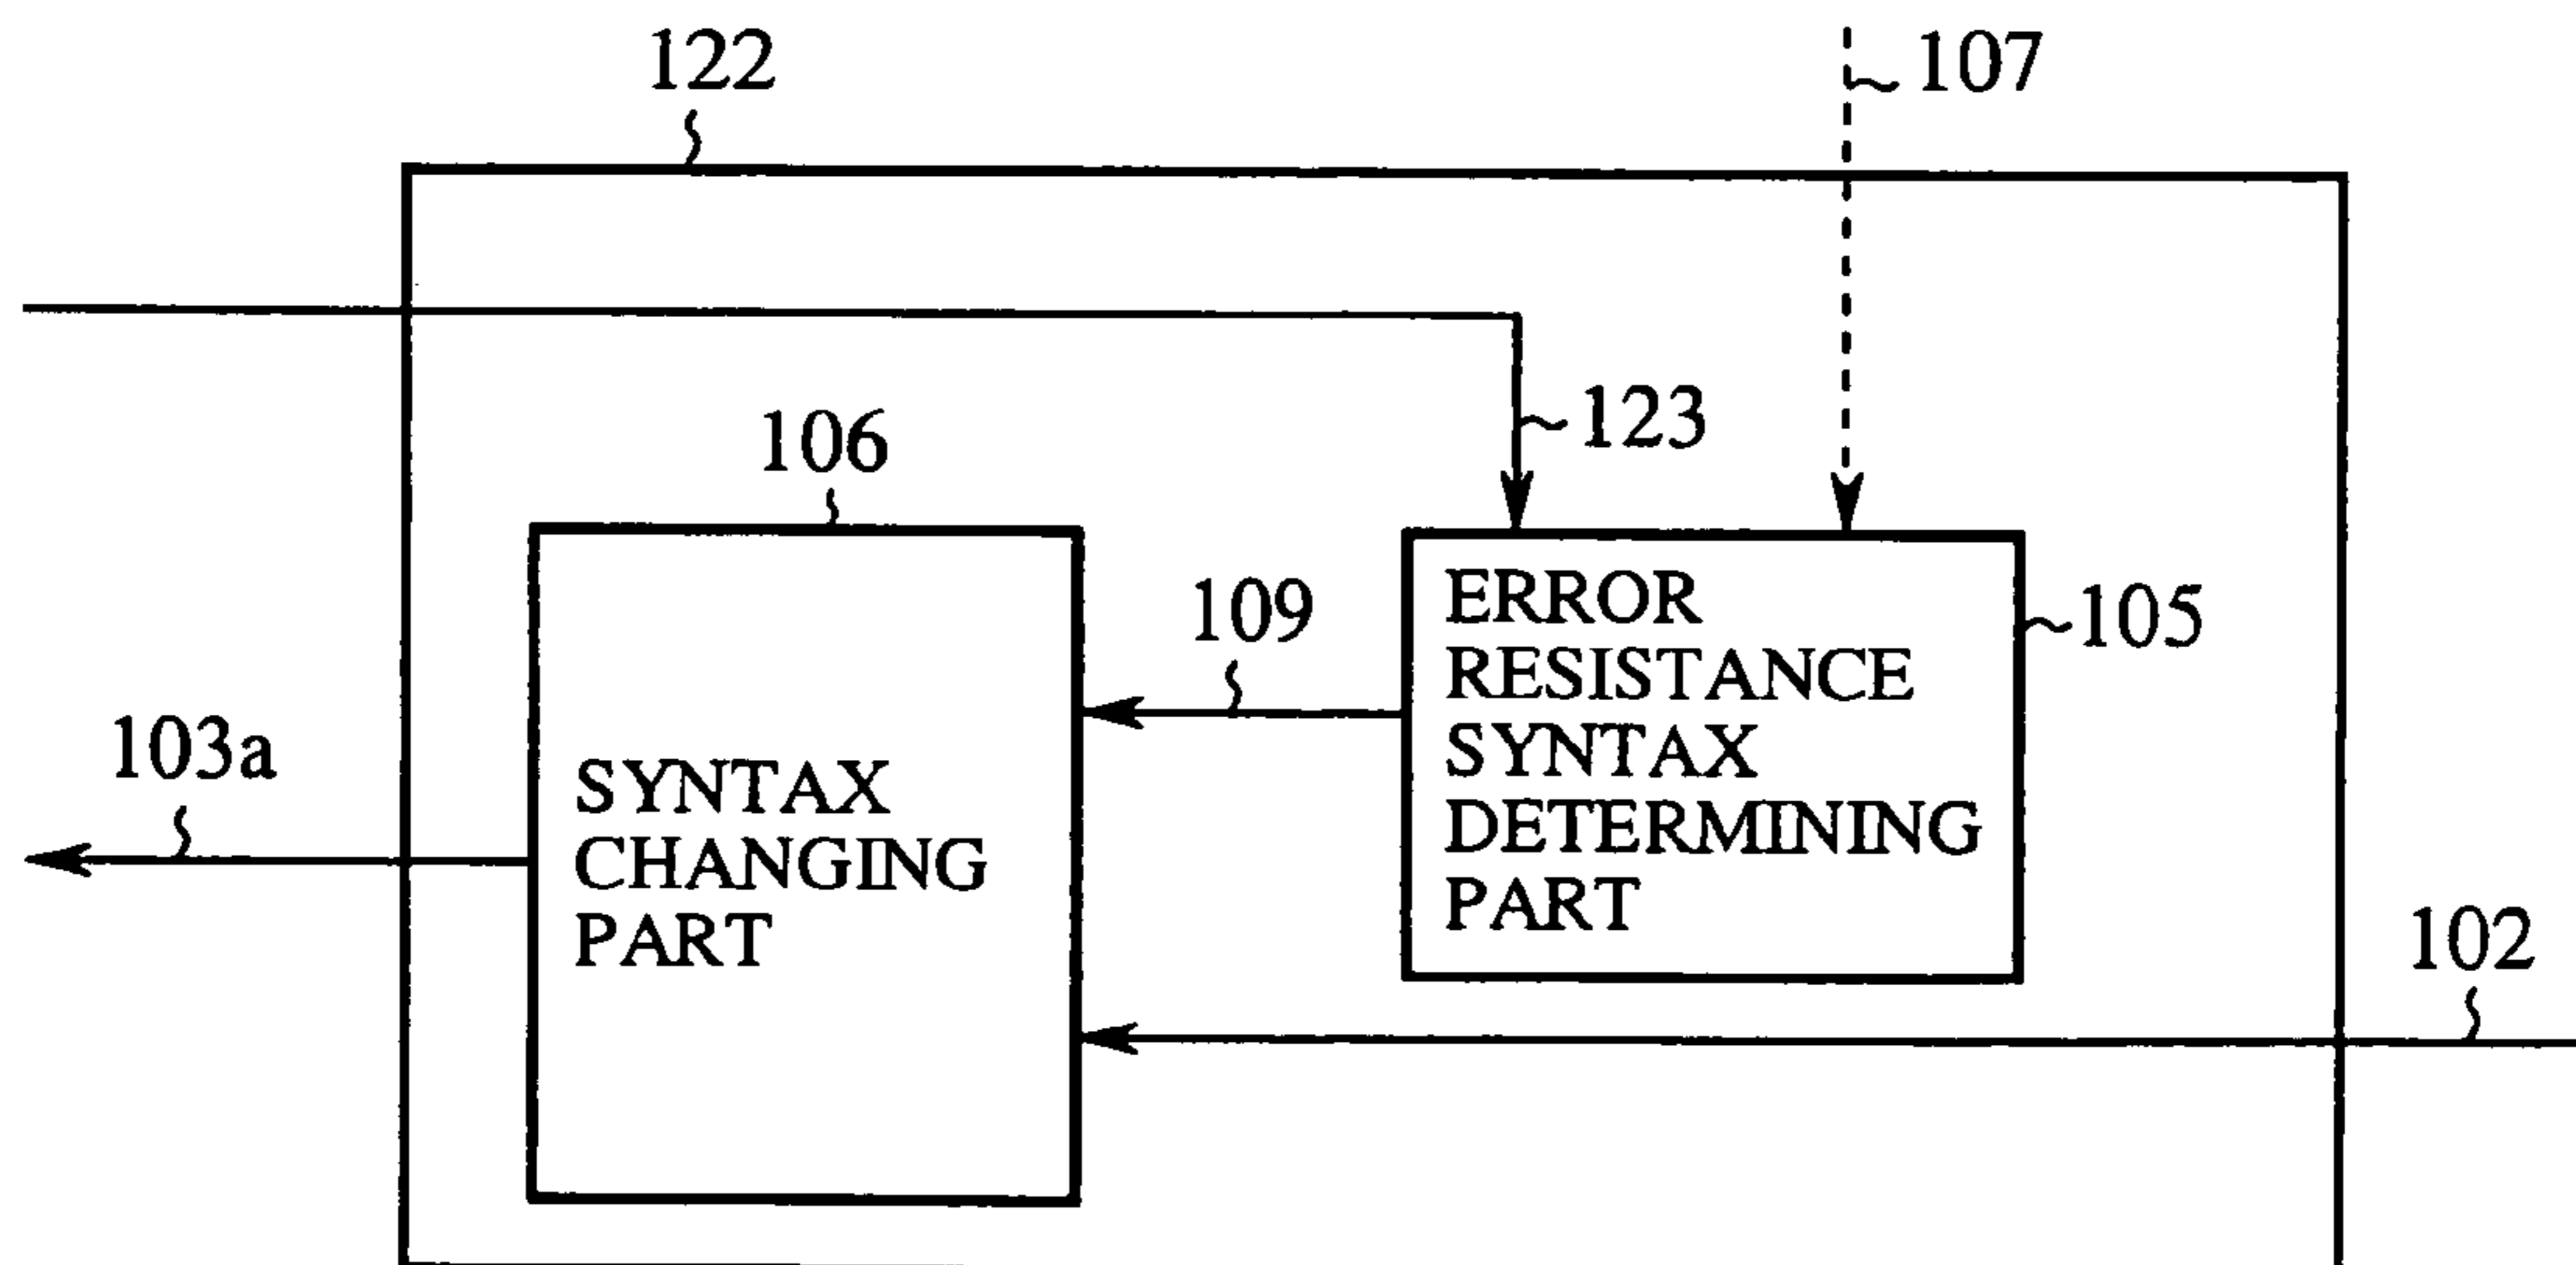 122
107
123
106
109
ERROR
RESISTANCE
SYNTAX
DETERMINING
PART
105
103a
SYNTAX
CHANGING
PART
102